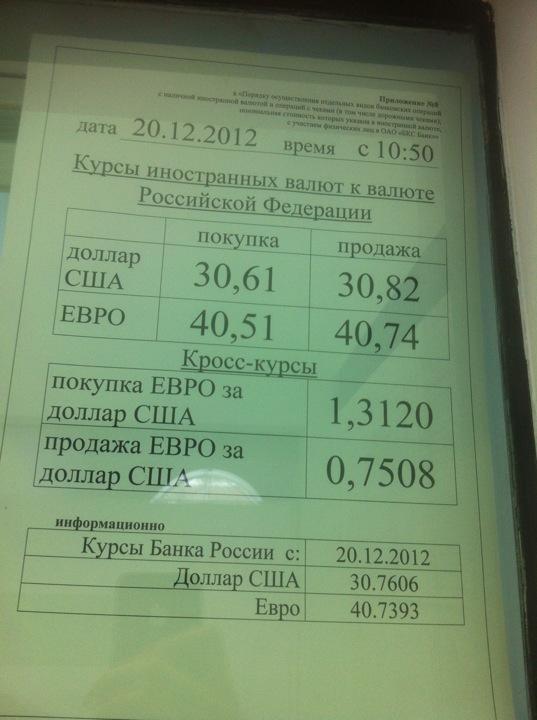 Приложение №8
к «Порядку осуществления отдельных видов банковских операций
с наличной иностранной валютой и операций с чеками (в том числе дорожными чеками),
номинальная стоимость которых указана в иностранной валюте,
с участием физических лиц в ОАО «БКС Банк»
дата 20.12.2012 время с 10:50
Курсы иностранных валют к валюте
Российской Федерации
покупка продажа
доллар
США 30,61 30,82
ЕВРО 40,51 40,74
Кросс-курсы
покупка ЕВРО за
доллар США 1,3120
продажа ЕВРО за
доллар США 0,7508
информационно
Курсы Банка России с: 20.12.2012
Доллар США 30.7606
Евро 40.7393